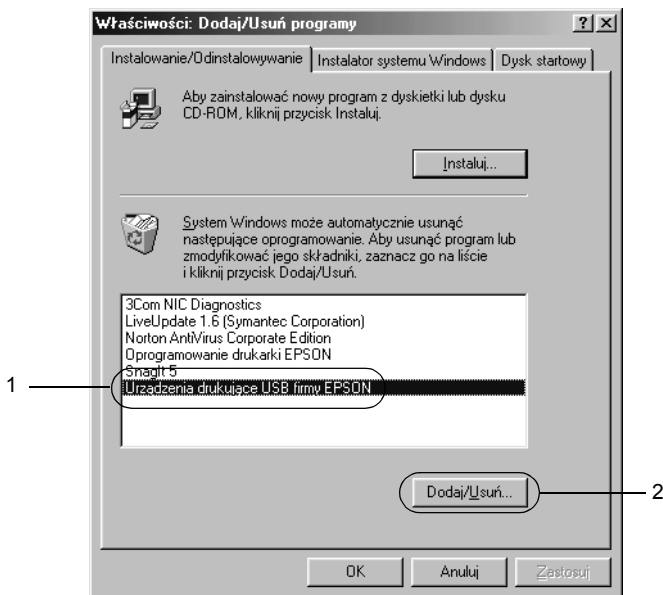 Właściwości: Dodaj/Usuń programy
Instalowanie/Odinstalowywanie Instalator systemu Windows Dysk startowy
Aby zainstalować nowy program z dyskietki lub dysku
CD-ROM, kliknij przycisk Instaluj.
Instaluj...
System Windows może automatycznie usunąć
następujące oprogramowanie. Aby usunąć program lub
zmodyfikować jego składniki, zaznacz go na liście
i kliknij przycisk Dodaj/Usuń.
3Com NIC Diagnostics
LiveUpdate 1.6 (Symantec Corporation)
Norton AntiVirus Corporate Edition
Oprogramowanie drukarki EPSON
SnagIt 5
1 Urządzenia drukujące USB firmy EPSON
Dodaj/Usuń... 2
OK Anuluj Zastosuj